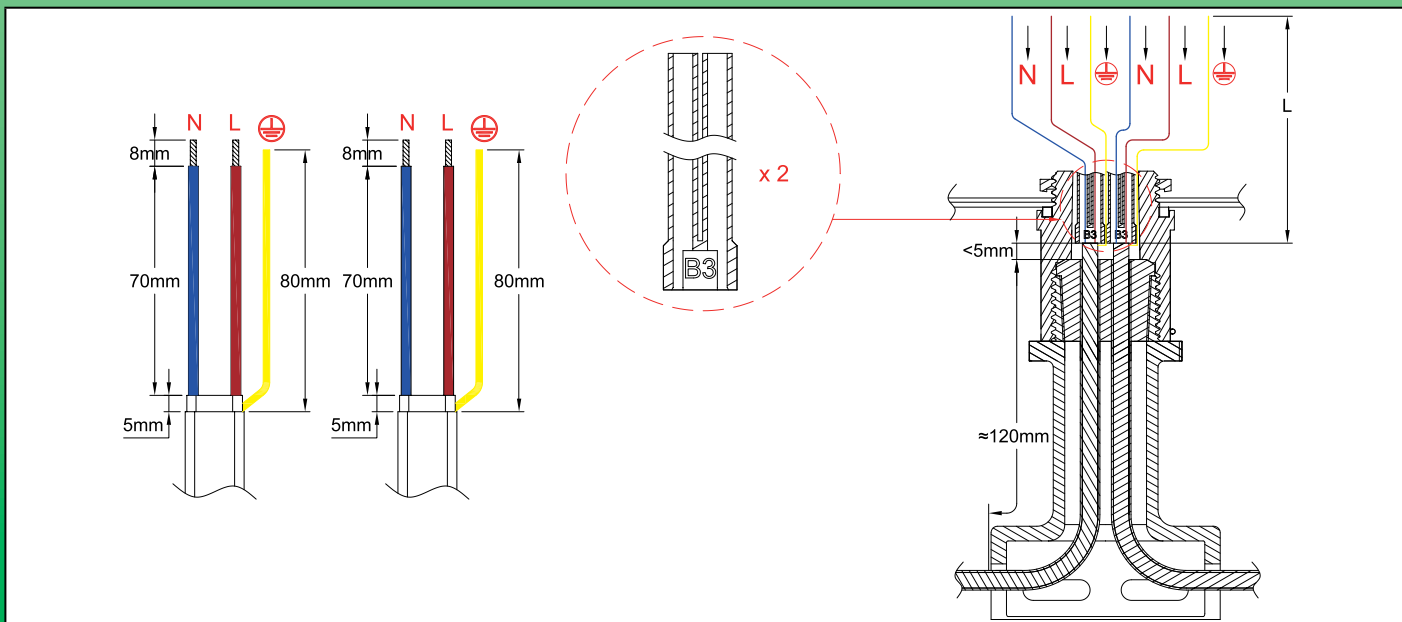 N L
8mm
70mm
80mm
5mm
N L
8mm
70mm
80mm
5mm
B3
x 2
N L N L
L
B3 B3
<5mm
≈120mm